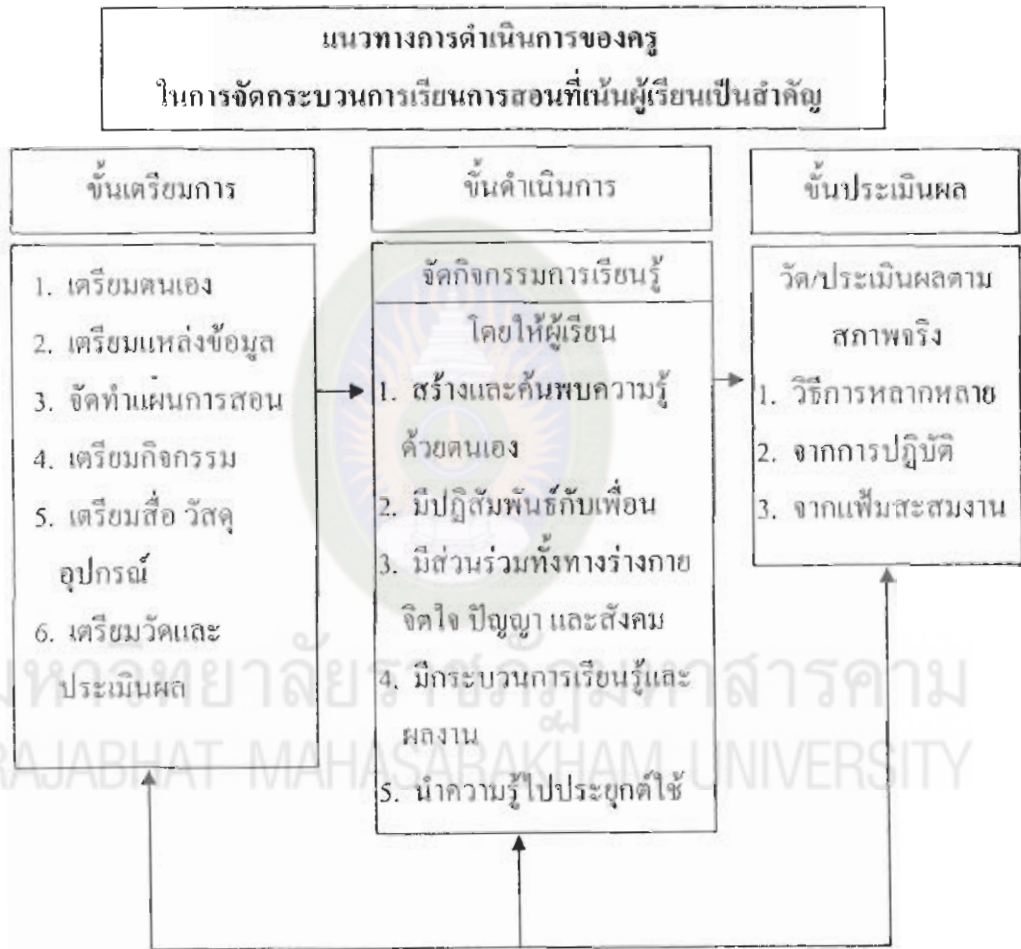 แนวทางการดำเนินการของครู
ในการจัดกระบวนการเรียนการสอนที่เน้นผู้เรียนเป็นสำคัญ
ขั้นเตรียมการ
1. เตรียมตนเอง
2. เตรียมแหล่งข้อมูล
3. จัดทำแผนการสอน
4. เตรียมกิจกรรม
5. เตรียมสื่อ วัสดุ
อุปกรณ์
6. เตรียมวัดและ
ประเมินผล
ขั้นดำเนินการ
จัดกิจกรรมการเรียนรู้
โดยให้ผู้เรียน
1. สร้างและค้นพบความรู้
ด้วยตนเอง
2. มีปฏิสัมพันธ์กับเพื่อน
3. มีส่วนร่วมทั้งทางร่างกาย
จิตใจ ปัญญา และสังคม
4. มีกระบวนการเรียนรู้และ
ผลงาน
5. นำความรู้ไปประยุกต์ใช้
ขั้นประเมินผล
วัด/ประเมินผลตาม
สภาพจริง
1. วิธีการหลากหลาย
2. จากการปฏิบัติ
3. จากแฟ้มสะสมงาน
มหาวิทยาลัยราชภัฏมหาสารคาม
RAJABHAT MAHASARAKHAM UNIVERSITY